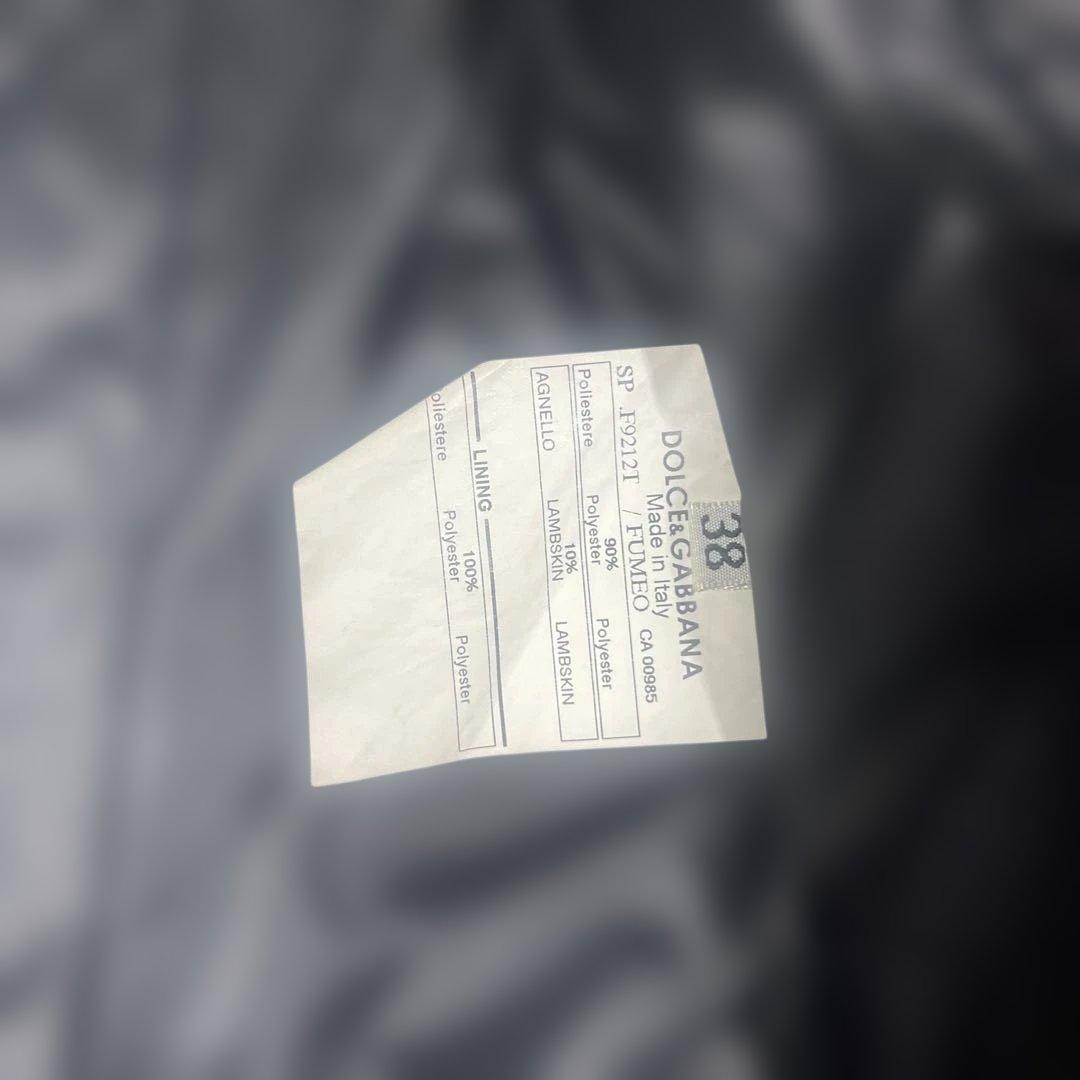 38
DOLCE&GABBANA
Made in Italy
CA 00985
SP .F9212T / FUMEO
90%
Poliestere Polyester Polyester
10%
AGNELLO LAMBSKIN LAMBSKIN
LINING
100%
oliestere Polyester Polyester